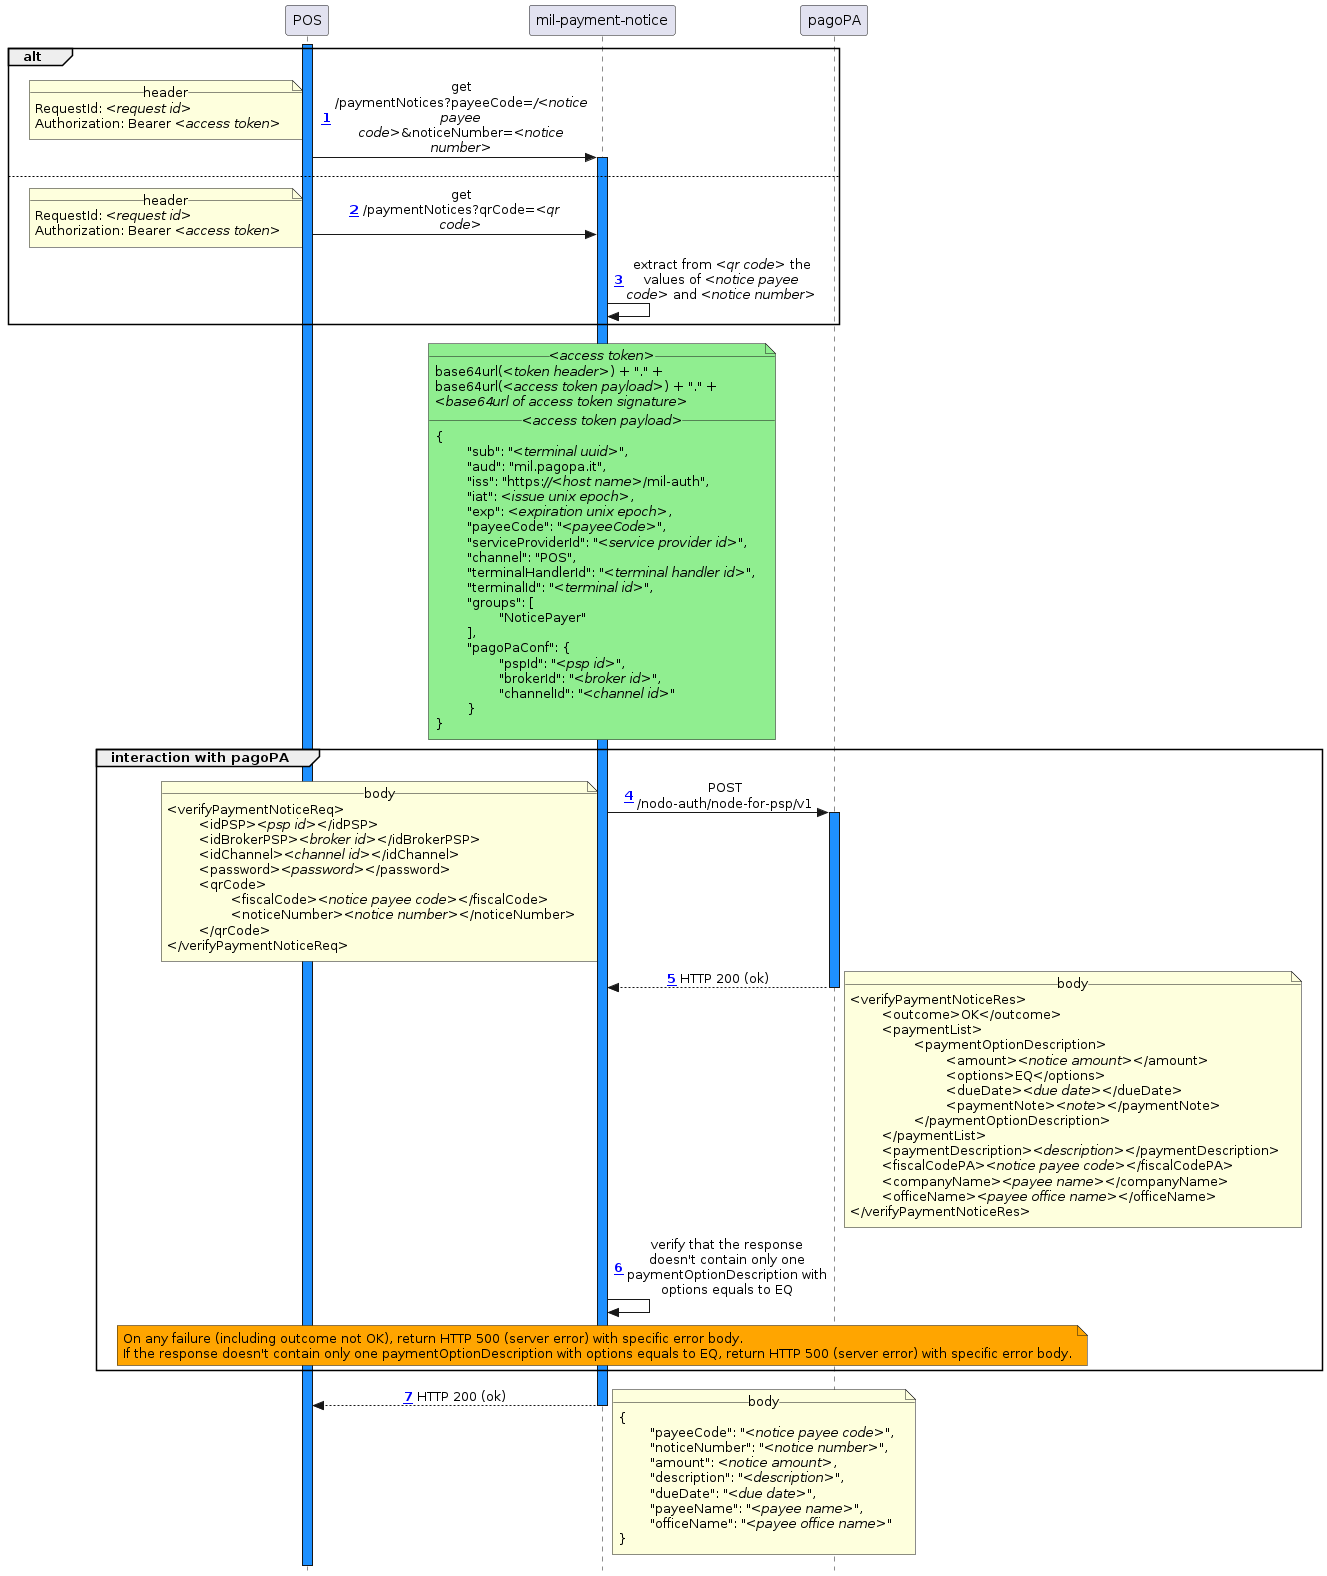 POS
mil-payment-notice
pagoPA
alt
header
RequestId: <request id>
Authorization: Bearer <access token>
1
get
/paymentNotices?payeeCode=/<notice
payee
code>&noticeNumber=<notice
number>
header
RequestId: <request id>
Authorization: Bearer <access token>
2
get
/paymentNotices?qrCode=<qr
code>
3
extract from <qr code> the
values of <notice payee
code> and <notice number>
<access token>
base64url(<token header>) + "." +
base64url(<access token payload>) + "." +
<base64url of access token signature>
<access token payload>
{
"sub": "<terminal uuid>",
"aud": "mil.pagopa.it",
"iss": "https://<host name>/mil-auth",
"iat": <issue unix epoch>,
"exp": <expiration unix epoch>,
"payeeCode": "<payeeCode>",
"serviceProviderId": "<service provider id>",
"channel": "POS",
"terminalHandlerId": "<terminal handler id>",
"terminalId": "<terminal id>",
"groups": [
"NoticePayer"
],
"pagoPaConf": {
"pspId": "<psp id>",
"brokerId": "<broker id>",
"channelId": "<channel id>"
}
}
interaction with pagoPA
body
<verifyPaymentNoticeReq>
<idPSP><psp id></idPSP>
<idBrokerPSP><broker id></idBrokerPSP>
<idChannel><channel id></idChannel>
<password><password></password>
<qrCode>
<fiscalCode><notice payee code></fiscalCode>
<noticeNumber><notice number></noticeNumber>
</qrCode>
</verifyPaymentNoticeReq>
4
POST
/nodo-auth/node-for-psp/v1
5 HTTP 200 (ok)
body
<verifyPaymentNoticeRes>
<outcome>OK</outcome>
<paymentList>
<paymentOptionDescription>
<amount><notice amount></amount>
<options>EQ</options>
<dueDate><due date></dueDate>
<paymentNote><note></paymentNote>
</paymentOptionDescription>
</paymentList>
<paymentDescription><description></paymentDescription>
<fiscalCodePA><notice payee code></fiscalCodePA>
<companyName><payee name></companyName>
<officeName><payee office name></officeName>
</verifyPaymentNoticeRes>
6
verify that the response
doesn't contain only one
paymentOptionDescription with
options equals to EQ
On any failure (including outcome not OK), return HTTP 500 (server error) with specific error body.
If the response doesn't contain only one paymentOptionDescription with options equals to EQ, return HTTP 500 (server error) with specific error body.
7 HTTP 200 (ok)
body
{
"payeeCode": "<notice payee code>",
"noticeNumber": "<notice number>",
"amount": <notice amount>,
"description": "<description>",
"dueDate": "<due date>",
"payeeName": "<payee name>",
"officeName": "<payee office name>"
}